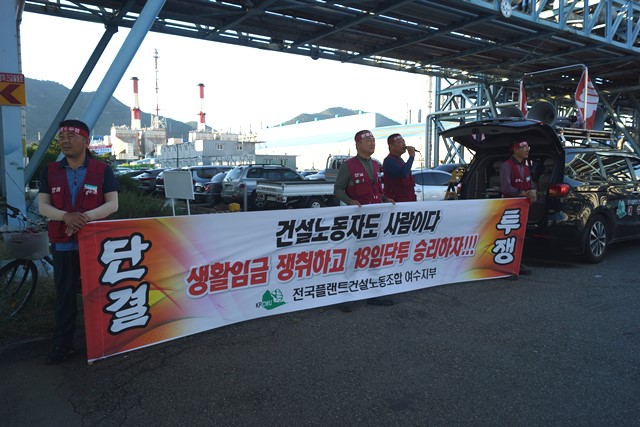 단결
건설노동자도 사람이다
생활임금 쟁취하고 18임단투 승리하자!!!
전국플랜트건설노동조합 여수지부
투쟁